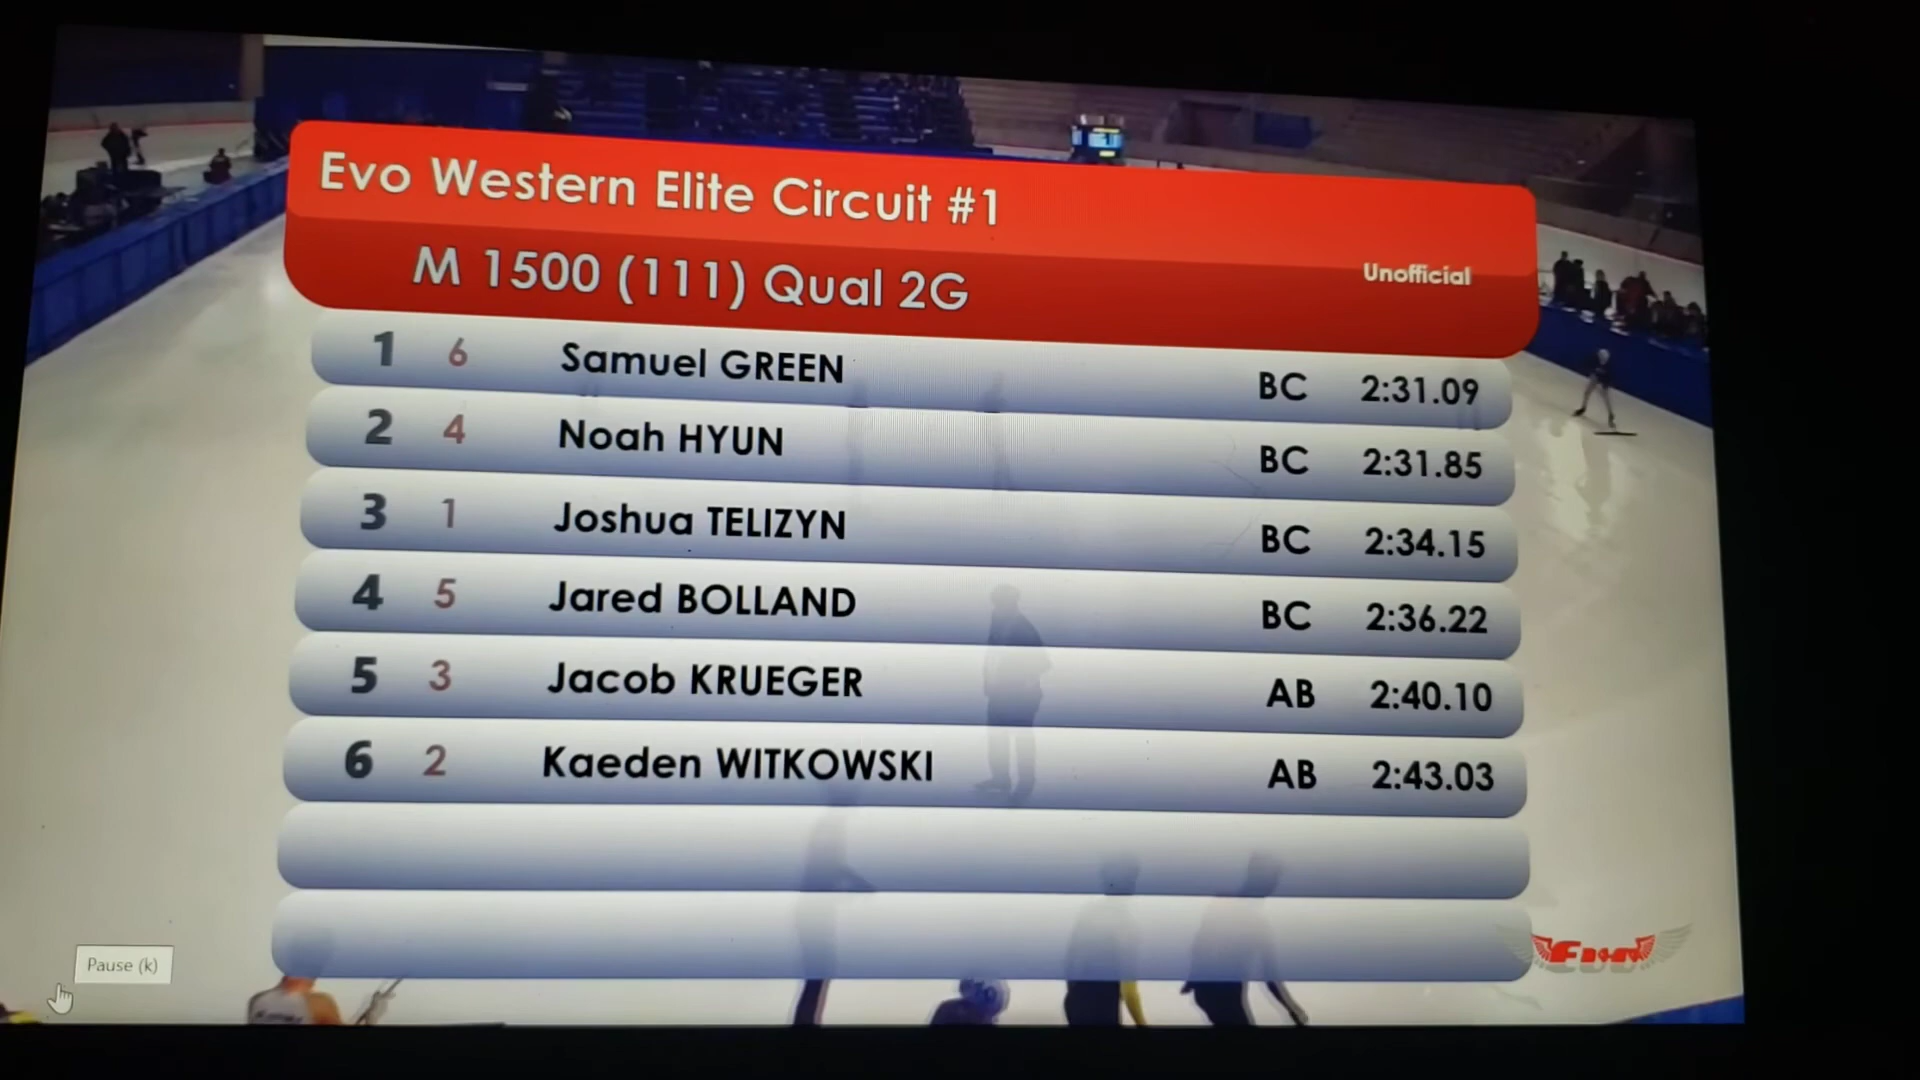 Evo Western Elite Circuit #1
M 1500 (111) Qual 2G Unofficial
1 6 Samuel GREEN BC 2:31.09
2 4 Noah HYUN BC 2:31.85
3 1 Joshua TELIZYN BC 2:34.15
4 5 Jared BOLLAND BC 2:36.22
5 3 Jacob KRUEGER AB 2:40.10
6 2 Kaeden WITKOWSKI AB 2:43.03
Evo
Pause (k)